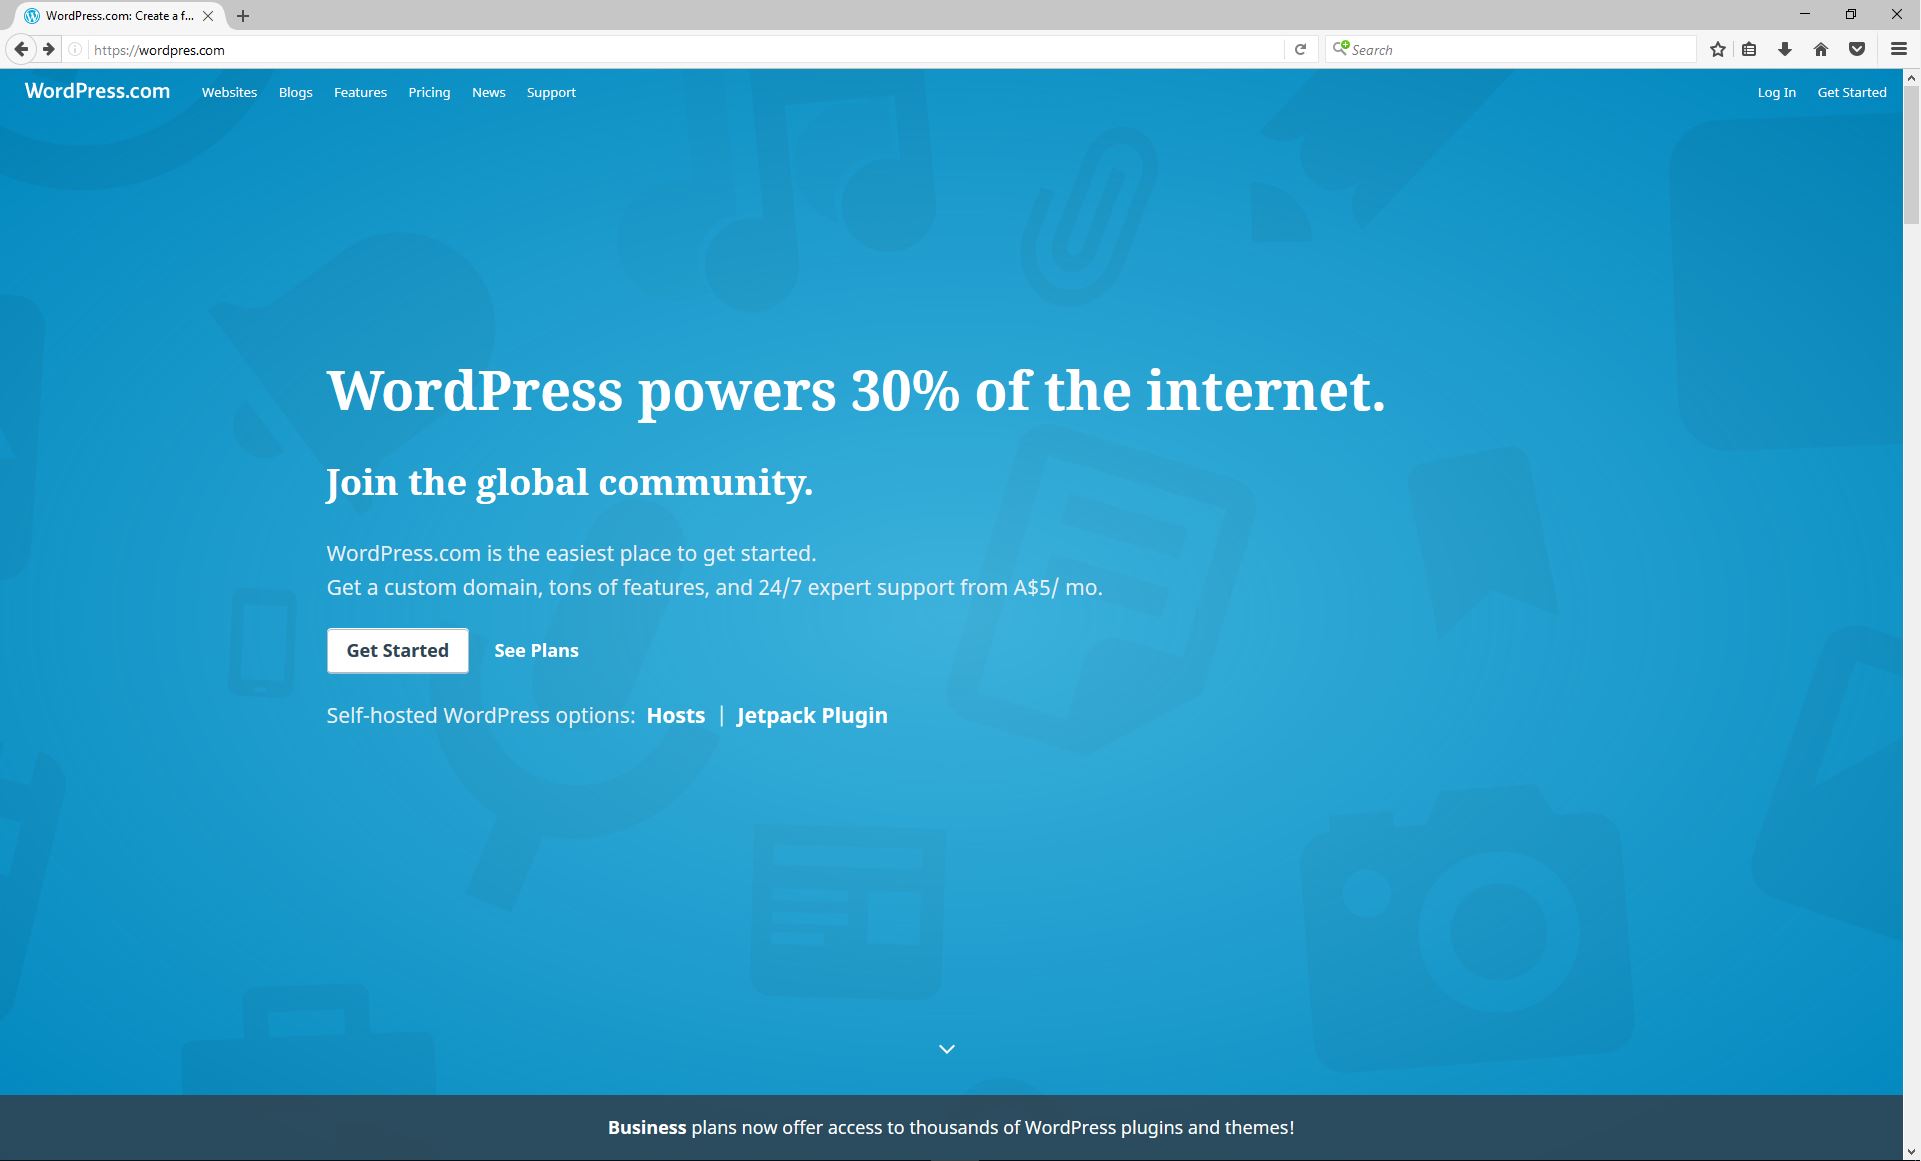 WordPress.com: Create a f...
https://wordpres.com
Search
WordPress.com Websites Blogs Features Pricing News Support Log In Get Started
WordPress powers 30% of the internet.
Join the global community.
WordPress.com is the easiest place to get started.
Get a custom domain, tons of features, and 24/7 expert support from A$5/ mo.
Get Started See Plans
Self-hosted WordPress options: Hosts | Jetpack Plugin
Business plans now offer access to thousands of WordPress plugins and themes!